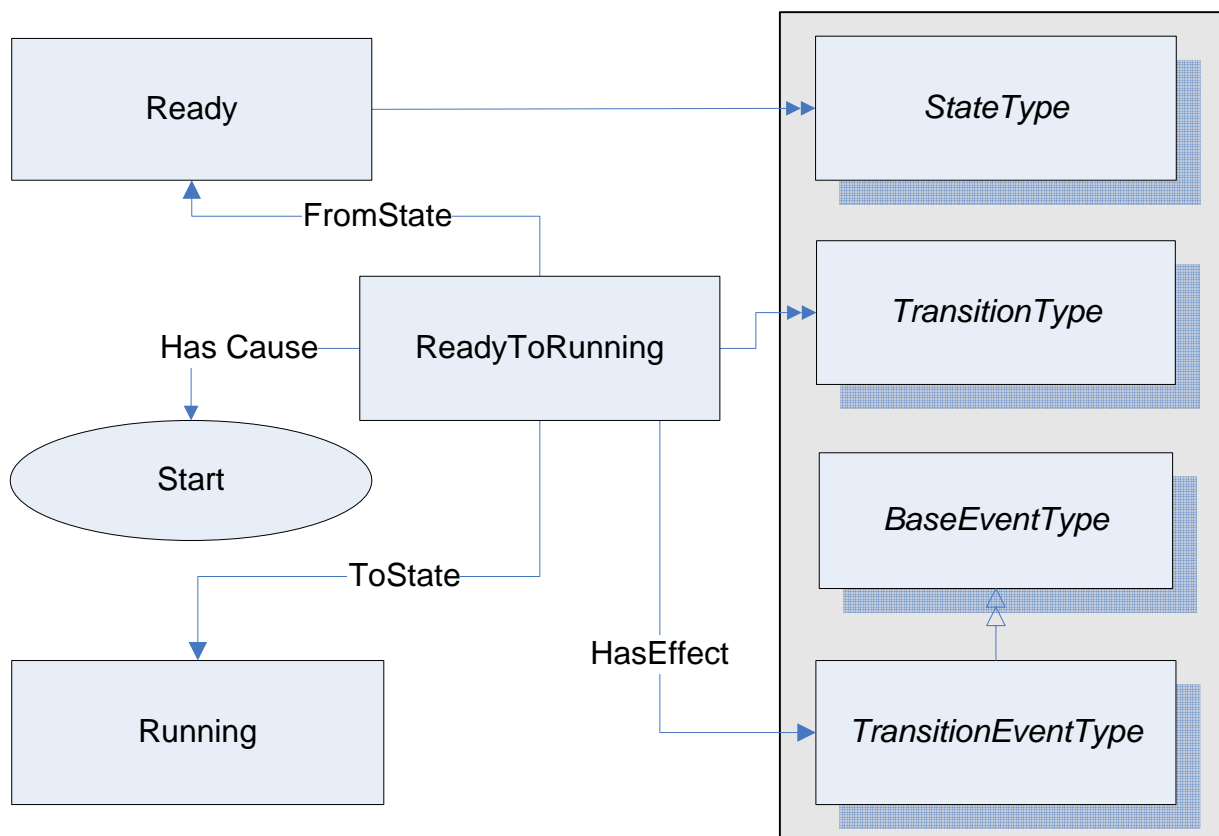 Ready
StateType
FromState
TransitionType
Has Cause
ReadyToRunning
Start
BaseEventType
ToState
HasEffect
Running
TransitionEventType